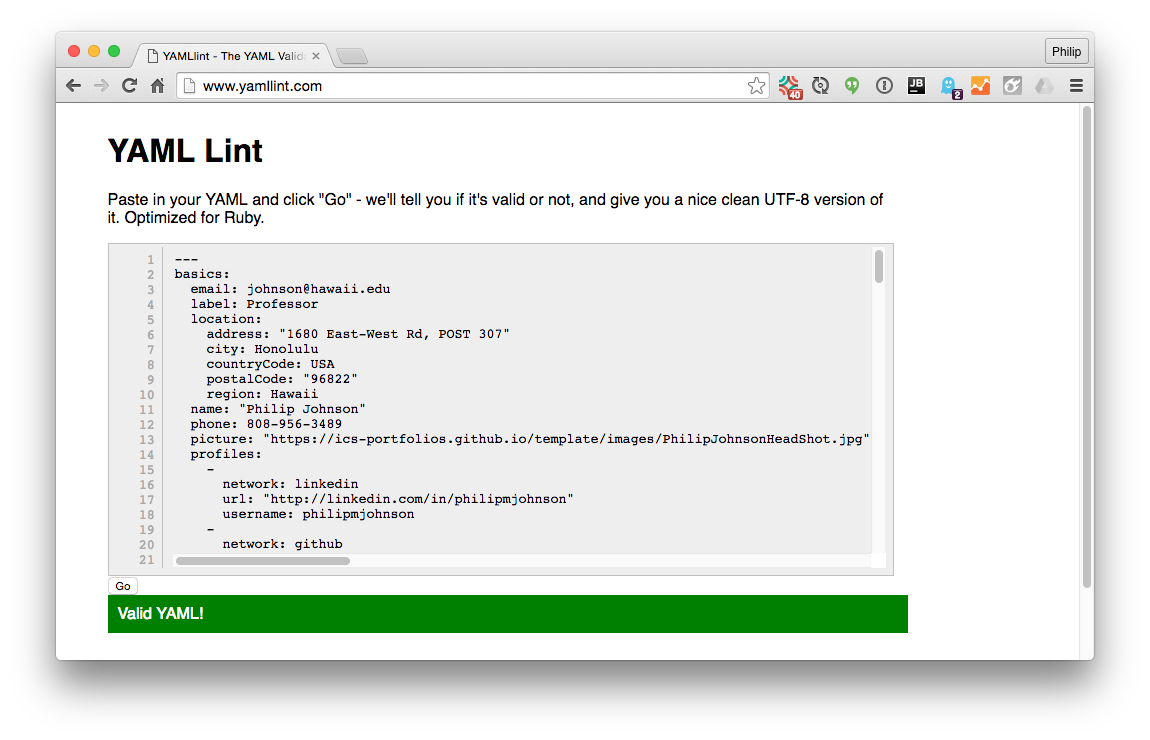 YAMLlint - The YAML Valid
Philip
www.yamllint.com
40
JB
2
YAML Lint
Paste in your YAML and click "Go" - we'll tell you if it's valid or not, and give you a nice clean UTF-8 version of
it. Optimized for Ruby.
1 ---
2 basics:
3   email: johnson@hawaii.edu
4   label: Professor
5   location:
6     address: "1680 East-West Rd, POST 307"
7     city: Honolulu
8     countryCode: USA
9     postalCode: "96822"
10     region: Hawaii
11   name: "Philip Johnson"
12   phone: 808-956-3489
13   picture: "https://ics-portfolios.github.io/template/images/PhilipJohnsonHeadShot.jpg"
14   profiles:
15     -
16       network: linkedin
17       url: "http://linkedin.com/in/philipmjohnson"
18       username: philipmjohnson
19     -
20       network: github
21
Go
Valid YAML!